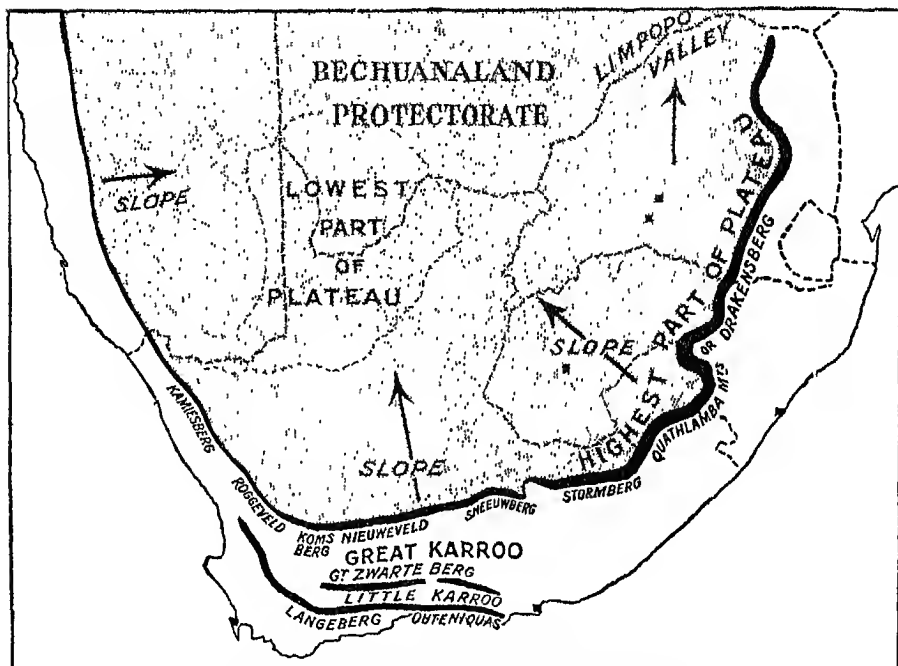 LIMPOPO
VALLEY
BECHUANALAND
PROTECTORATE
SLOPE
LOWEST
PART
OF
PLATEAU
HIGHEST PART OF PLATEAU
SLOPE
QUATHLAMBA Mts OR DRAKENSBERG
KAMIESBERG
SLOPE
ROGGEVELD
KOMS
BERG
NIEUWEVELD
SNEEUWBERG
STORMBERG
GREAT KARROO
GT ZWARTE BERG
LITTLE KARROO
LANGEBERG
OUTENIQUAS